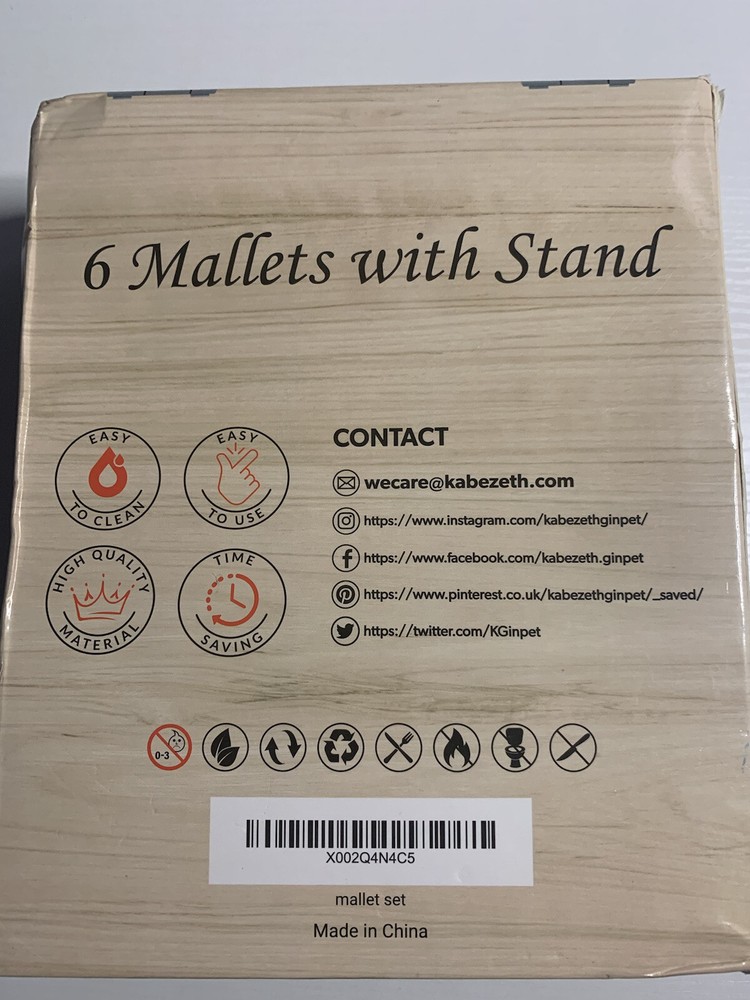 6 Mallets with Stand
EASY
TO CLEAN
EASY
TO USE
HIGH QUALITY
MATERIAL
TIME
SAVING
CONTACT
wecare@kabezeth.com
https://www.instagram.com/kabezethginpet/
https://www.facebook.com/kabezeth.ginpet
https://www.pinterest.co.uk/kabezethginpet/_saved/
https://twitter.com/KGinpet
0-3
X002Q4N4C5
mallet set
Made in China